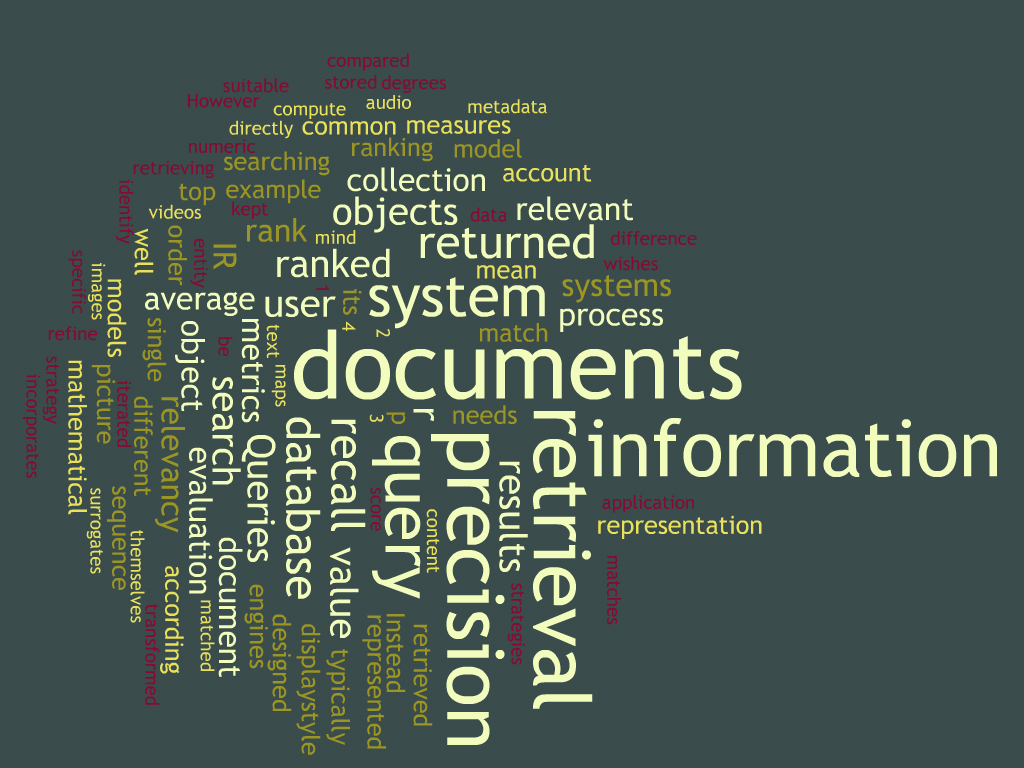 compared
suitable
stored
degrees
However
compute
audio
metadata
directly
common
measures
numeric
ranking
model
retrieving
searching
collection
account
identify
top
example
videos
kept
objects
data
relevant
well
order
entity
IR
rank
mind
returned
difference
specific
images
ranked
mean
wishes
models
average
user
1
its
system
systems
4
2
process
refine
single
object
be
metrics
text
match
documents
strategy
incorporates
mathematical
picture
iterated
different
relevancy
search
maps
3
p
r
needs
evaluation
Queries
database
recall
query
precision
results
retrieval
information
surrogates
sequence
score
content
application
representation
themselves
according
document
value
matches
transformed
matched
engines
designed
displaystyle
typically
represented
Instead
retrieved
strategies